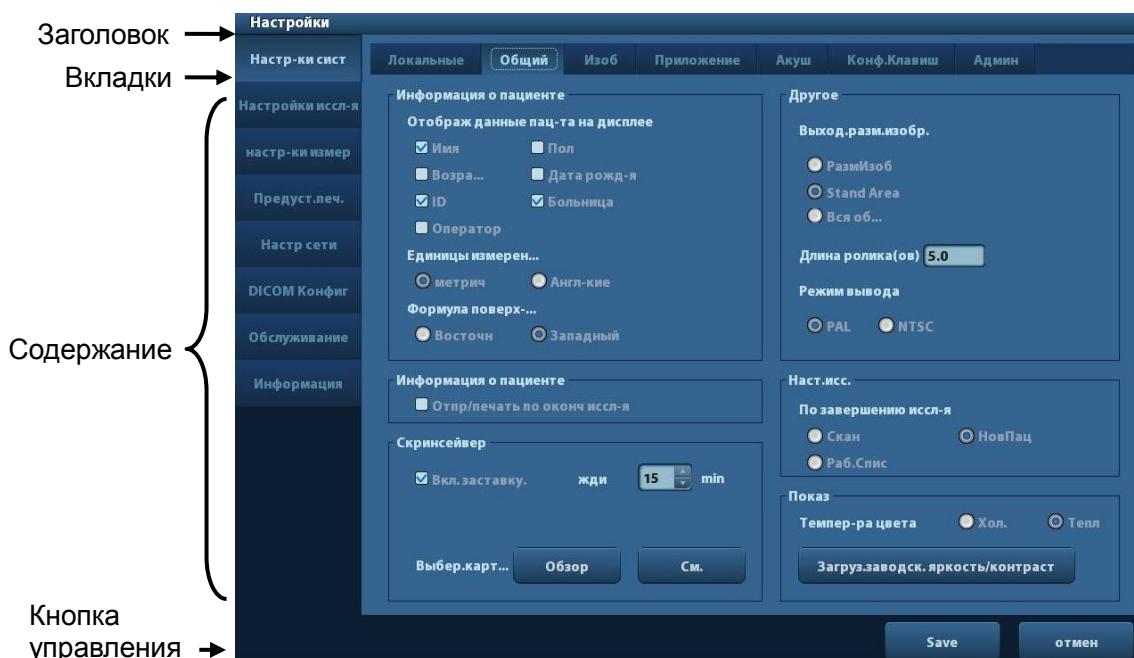 Настройки
Заголовок
Вкладки
Содержание
Кнопка
управления
Настр-ки сист
Настройки иссл-я
настр-ки измер
Предуст.печ.
Настр сети
DICOM Конфиг
Обслуживание
Информация
Локальные Общий Изоб Приложение Акуш Конф.Клавиш Админ
Информация о пациенте
Отображ данные пац-та на дисплее
Имя Пол
Возра... Дата рожд-я
ID Больница
Оператор
Единицы измерен...
метрич Англ-кие
Формула поверх-...
Восточн Западный
Информация о пациенте
Отпр/печать по оконч иссл-я
Скринсейвер
Вкл.заставку. жди 15 min
Выбер.карт... Обзор См.
Другое
Выход.разм.изобр.
РазмИзоб
Stand Area
Вся об...
Длина ролика(ов) 5.0
Режим вывода
PAL NTSC
Наст.исс.
По завершению иссл-я
Скан НовПац
Раб.Спис
Показ
Темпер-ра цвета Хол. Тепл
Загруз.заводск. яркость/контраст
Save отмен